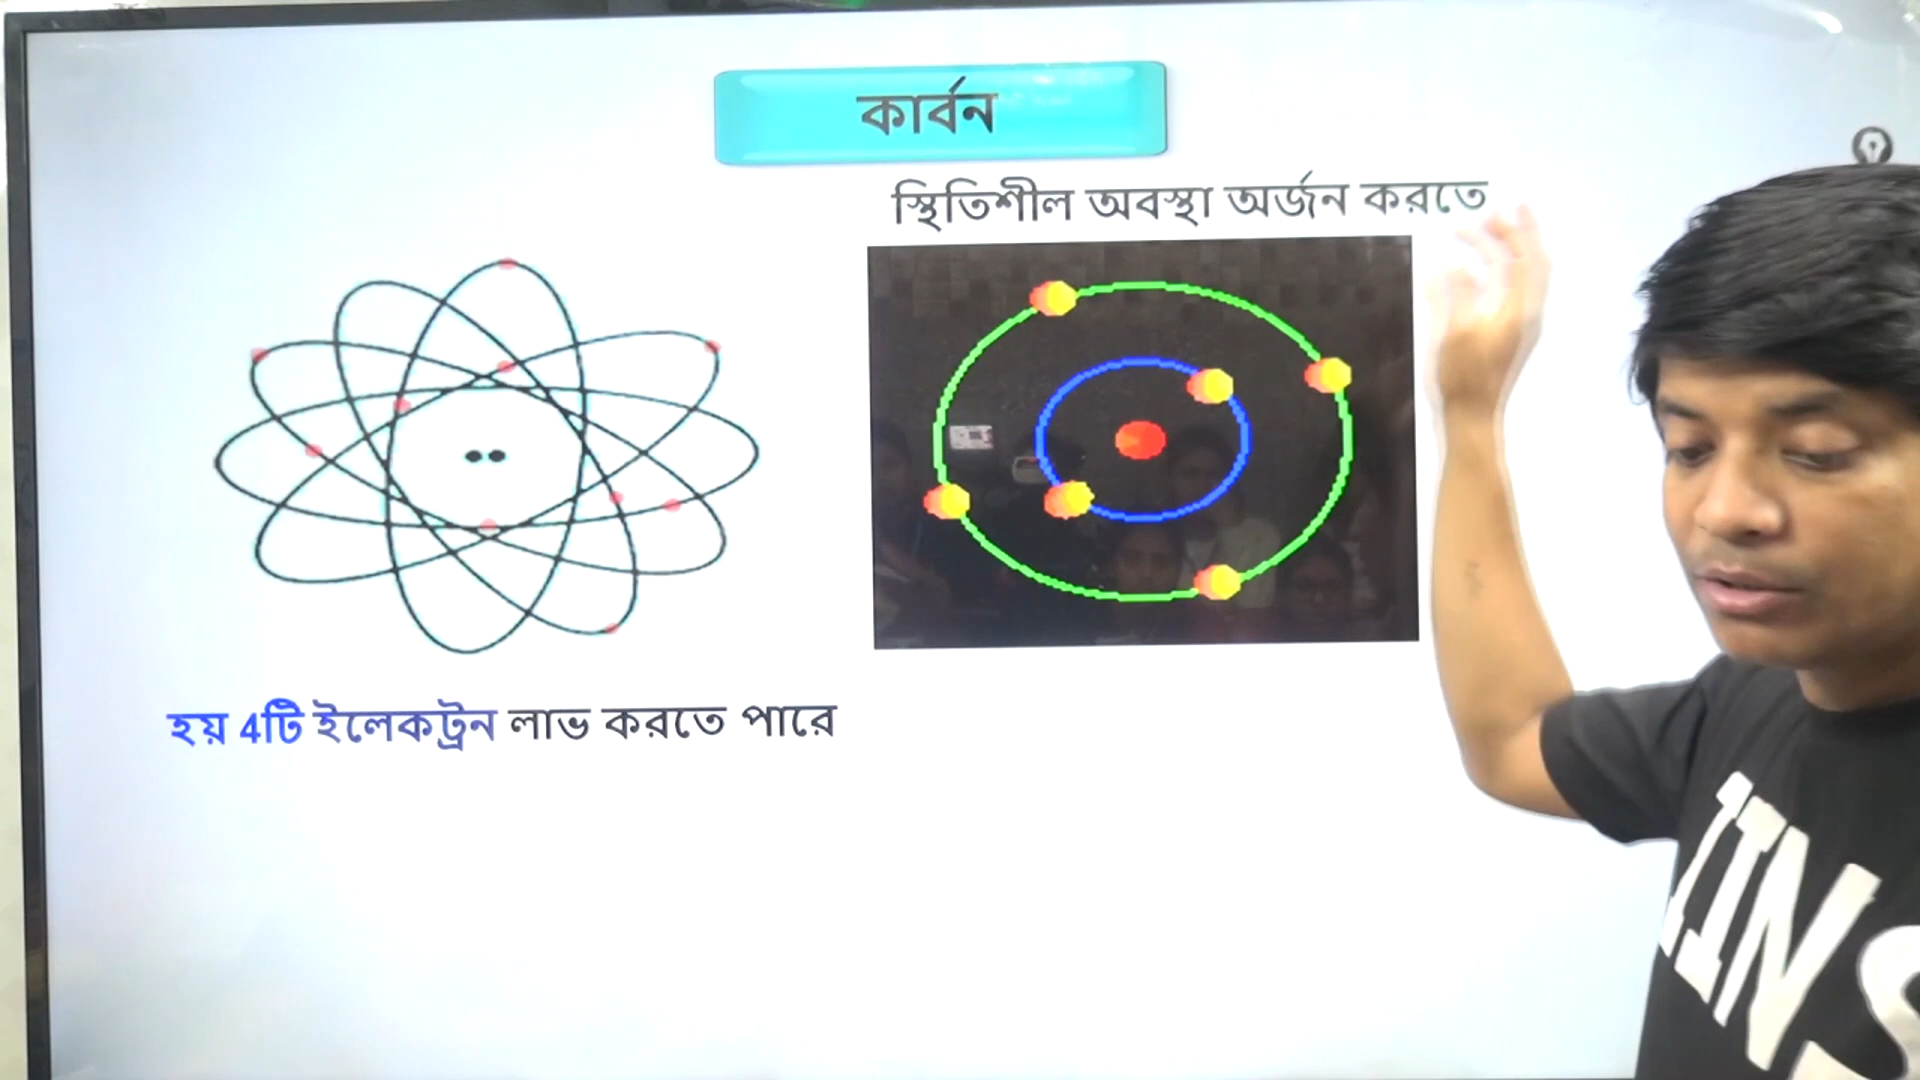 কার্বন
স্থিতিশীল অবস্থা অর্জন করতে
হয় 4টি ইলেকট্রন লাভ করতে পারে